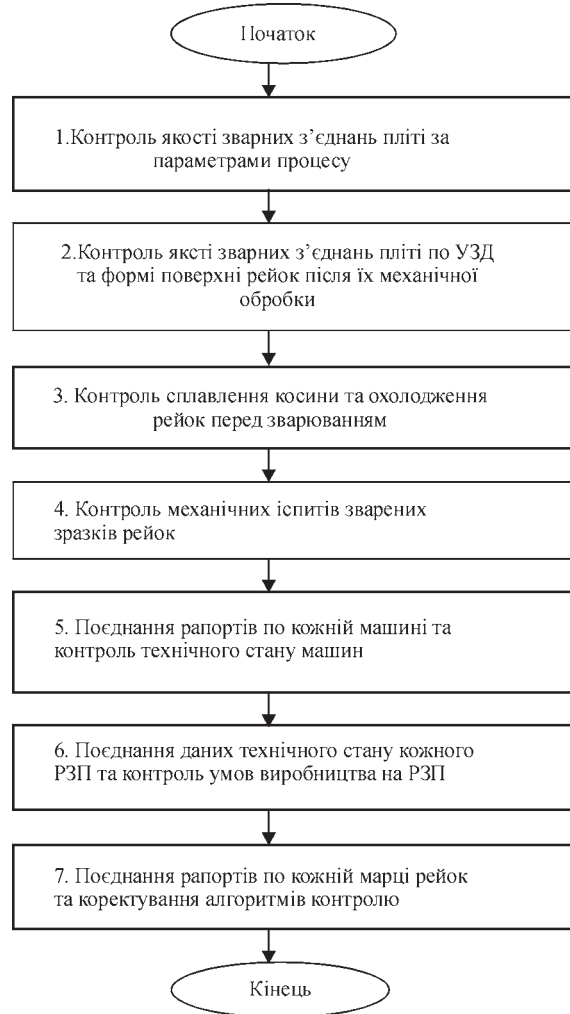 Початок
1.Контроль якості зварних з’єднань пліті за
параметрами процесу
2.Контроль яксті зварних з’єднань пліті по УЗД
та формі поверхні рейок після їх механічної
обробки
3. Контроль сплавлення косини та охолодження
рейок перед зварюванням
4. Контроль механічних іспитів зварених
зразків рейок
5. Поєднання рапортів по кожній машині та
контроль технічного стану машин
6. Поєднання даних технічного стану кожного
РЗП та контроль умов виробництва на РЗП
7. Поєднання рапортів по кожній марці рейок
та коректування алгоритмів контролю
Кінець